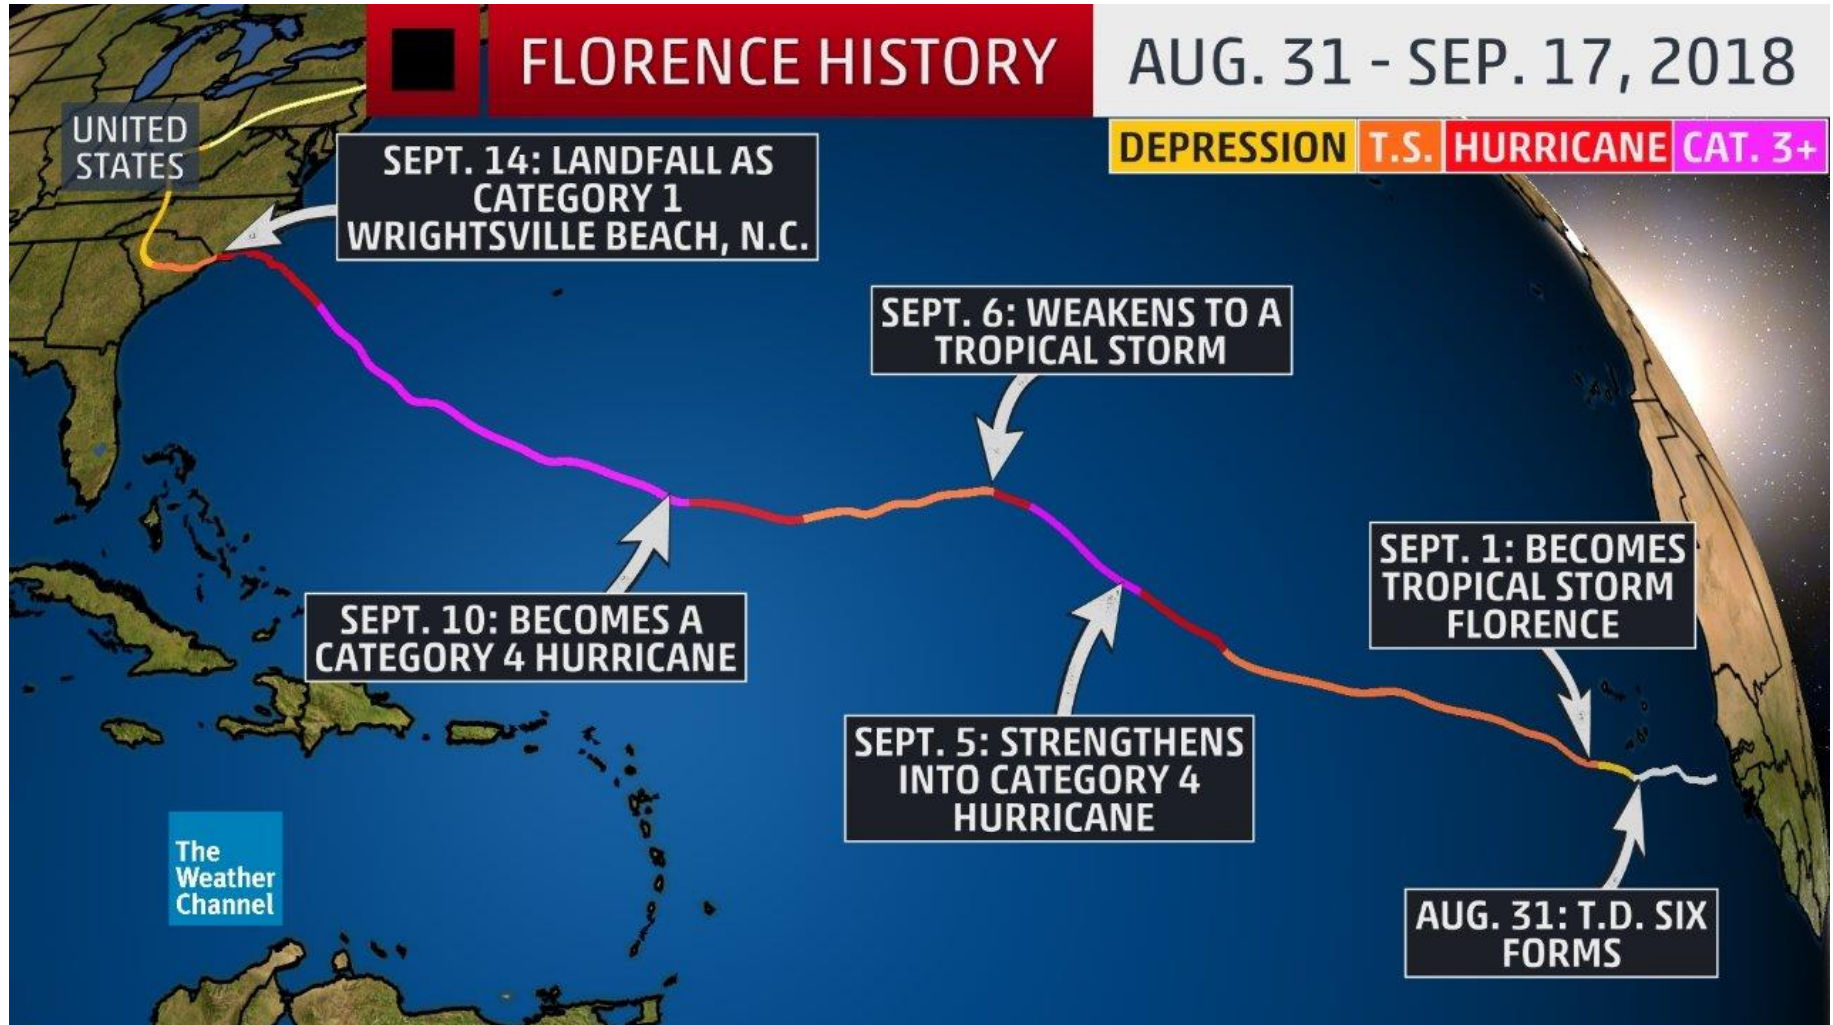 FLORENCE HISTORY
AUG. 31 - SEP. 17, 2018
DEPRESSION
T.S.
HURRICANE
CAT. 3+
UNITED
STATES
SEPT. 14: LANDFALL AS
CATEGORY 1
WRIGHTSVILLE BEACH, N.C.
SEPT. 6: WEAKENS TO A
TROPICAL STORM
SEPT. 1: BECOMES
TROPICAL STORM
FLORENCE
SEPT. 10: BECOMES A
CATEGORY 4 HURRICANE
SEPT. 5: STRENGTHENS
INTO CATEGORY 4
HURRICANE
AUG. 31: T.D. SIX
FORMS
The
Weather
Channel